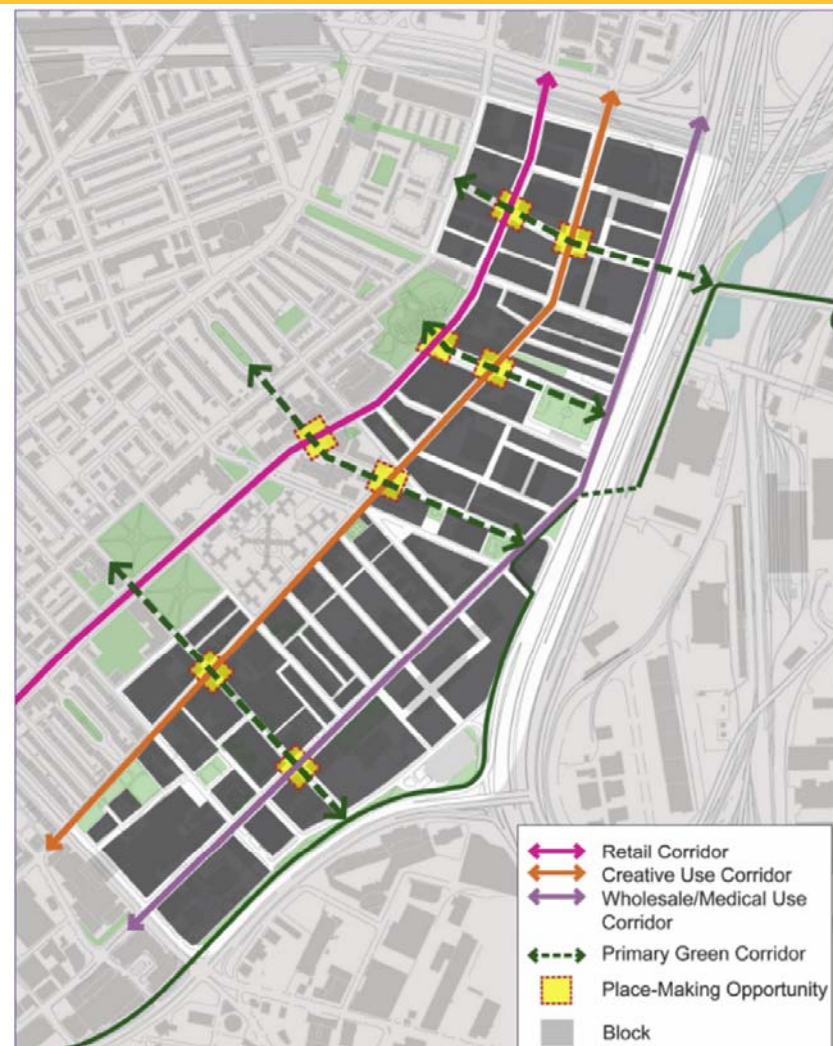 Retail Corridor
Creative Use Corridor
Wholesale/Medical Use
Corridor
Primary Green Corridor
Place-Making Opportunity
Block